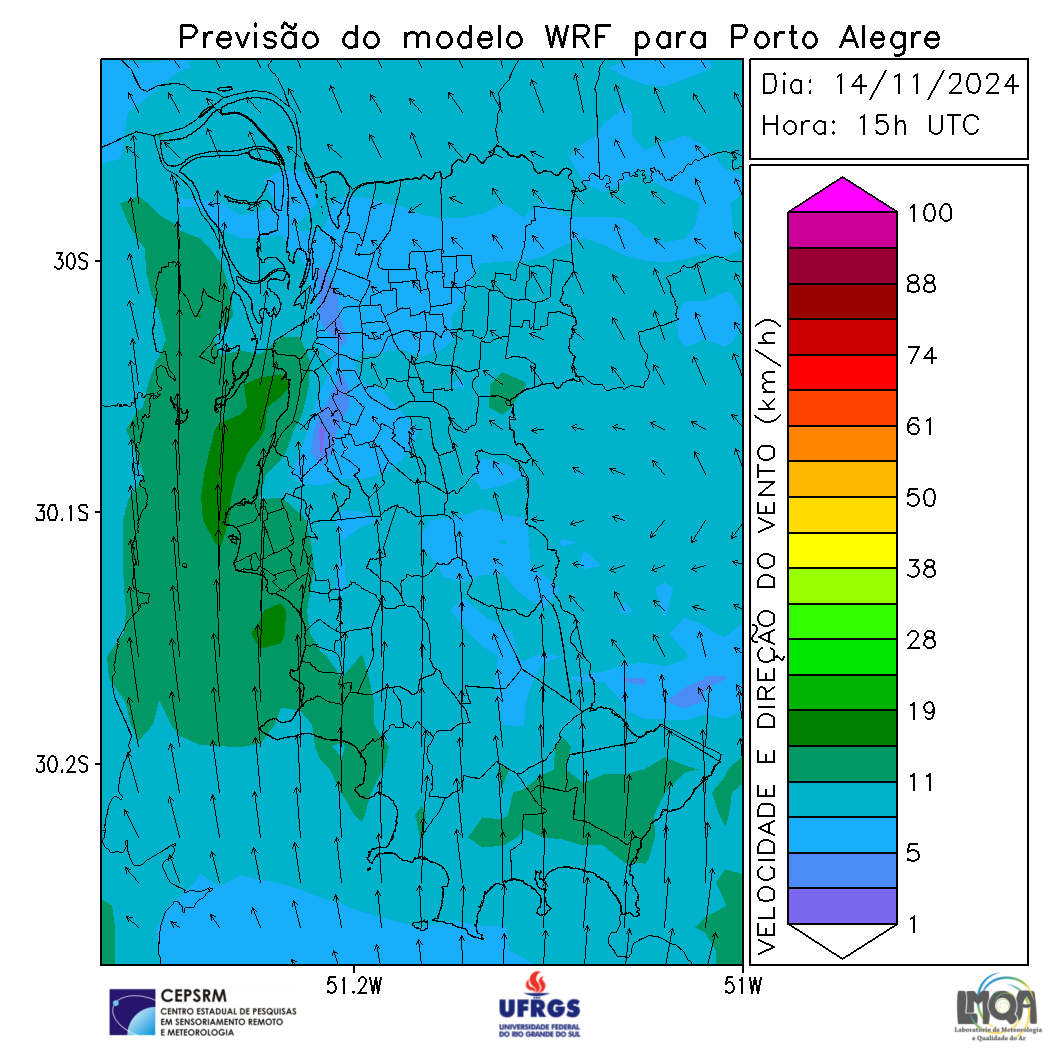 Previsão do modelo WRF para Porto Alegre
Dia: 14/11/2024
Hora: 15h UTC
30S
30.1S
30.2S
51.2W
51W
VELOCIDADE E DIREÇÃO DO VENTO (km/h)
100
88
74
61
50
38
28
19
11
5
1
CEPSRM
CENTRO ESTADUAL DE PESQUISAS
EM SENSORIAMENTO REMOTO
E METEOROLOGIA
UFRGS
UNIVERSIDADE FEDERAL
DO RIO GRANDE DO SUL
LMQA
Laboratório de Meteorologia
e Qualidade do Ar